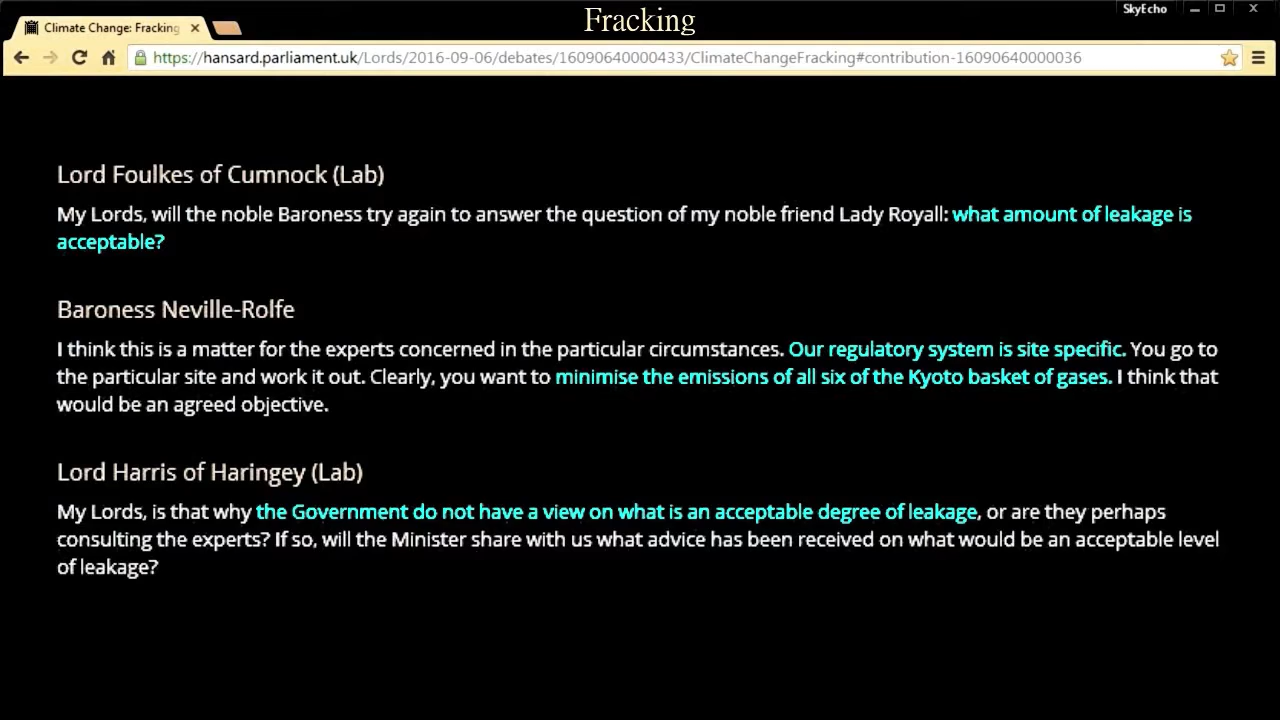 Fracking
SkyEcho
Climate Change: Fracking
https://hansard.parliament.uk/Lords/2016-09-06/debates/16090640000433/ClimateChangeFracking#contribution-16090640000036
Lord Foulkes of Cumnock (Lab)
My Lords, will the noble Baroness try again to answer the question of my noble friend Lady Royall: what amount of leakage is
acceptable?
Baroness Neville-Rolfe
I think this is a matter for the experts concerned in the particular circumstances. Our regulatory system is site specific. You go to
the particular site and work it out. Clearly, you want to minimise the emissions of all six of the Kyoto basket of gases. I think that
would be an agreed objective.
Lord Harris of Haringey (Lab)
My Lords, is that why the Government do not have a view on what is an acceptable degree of leakage, or are they perhaps
consulting the experts? If so, will the Minister share with us what advice has been received on what would be an acceptable level
of leakage?